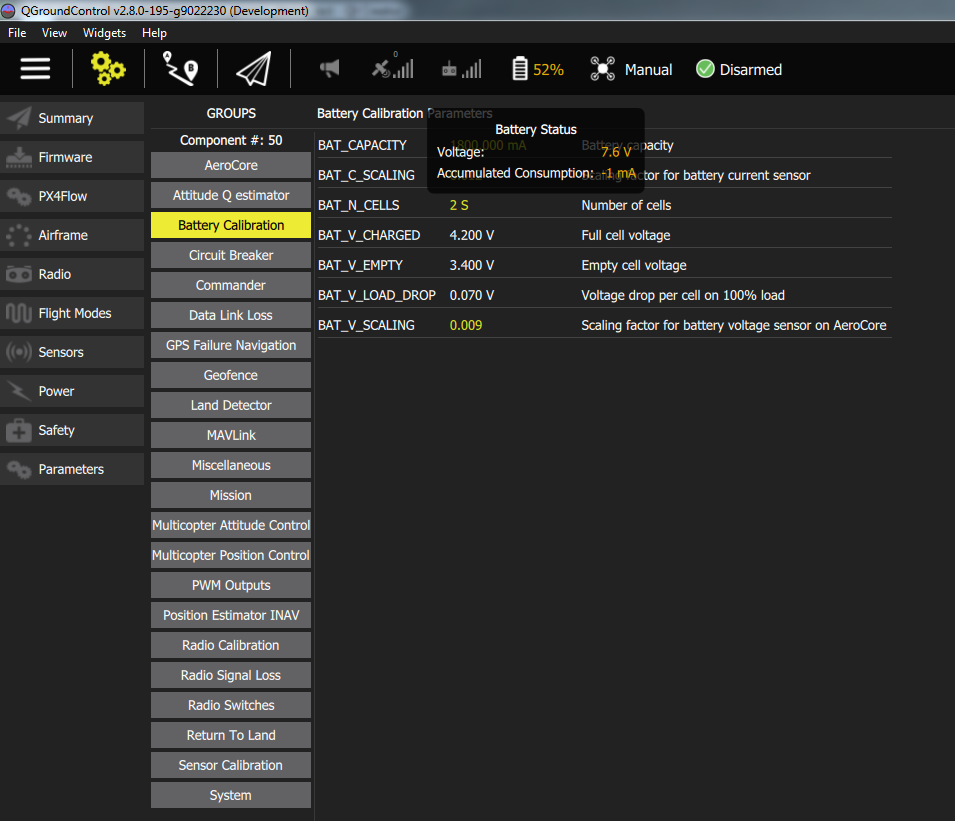 QGroundControl v2.8.0-195-g9022230 (Development)
File View Widgets Help
0
52% Manual Disarmed
Summary
Firmware
PX4Flow
Airframe
Radio
Flight Modes
Sensors
Power
Safety
Parameters
GROUPS
Component #: 50
AeroCore
Attitude Q estimator
Battery Calibration
Circuit Breaker
Commander
Data Link Loss
GPS Failure Navigation
Geofence
Land Detector
MAVLink
Miscellaneous
Mission
Multicopter Attitude Control
Multicopter Position Control
PWM Outputs
Position Estimator INAV
Radio Calibration
Radio Signal Loss
Radio Switches
Return To Land
Sensor Calibration
System
Battery Calibration Parameters
Battery Status
Voltage: 7.6 V
Accumulated Consumption: -1 mA
BAT_CAPACITY 1800.000 mA Battery capacity
BAT_C_SCALING Scaling factor for battery current sensor
BAT_N_CELLS 2 S Number of cells
BAT_V_CHARGED 4.200 V Full cell voltage
BAT_V_EMPTY 3.400 V Empty cell voltage
BAT_V_LOAD_DROP 0.070 V Voltage drop per cell on 100% load
BAT_V_SCALING 0.009 Scaling factor for battery voltage sensor on AeroCore